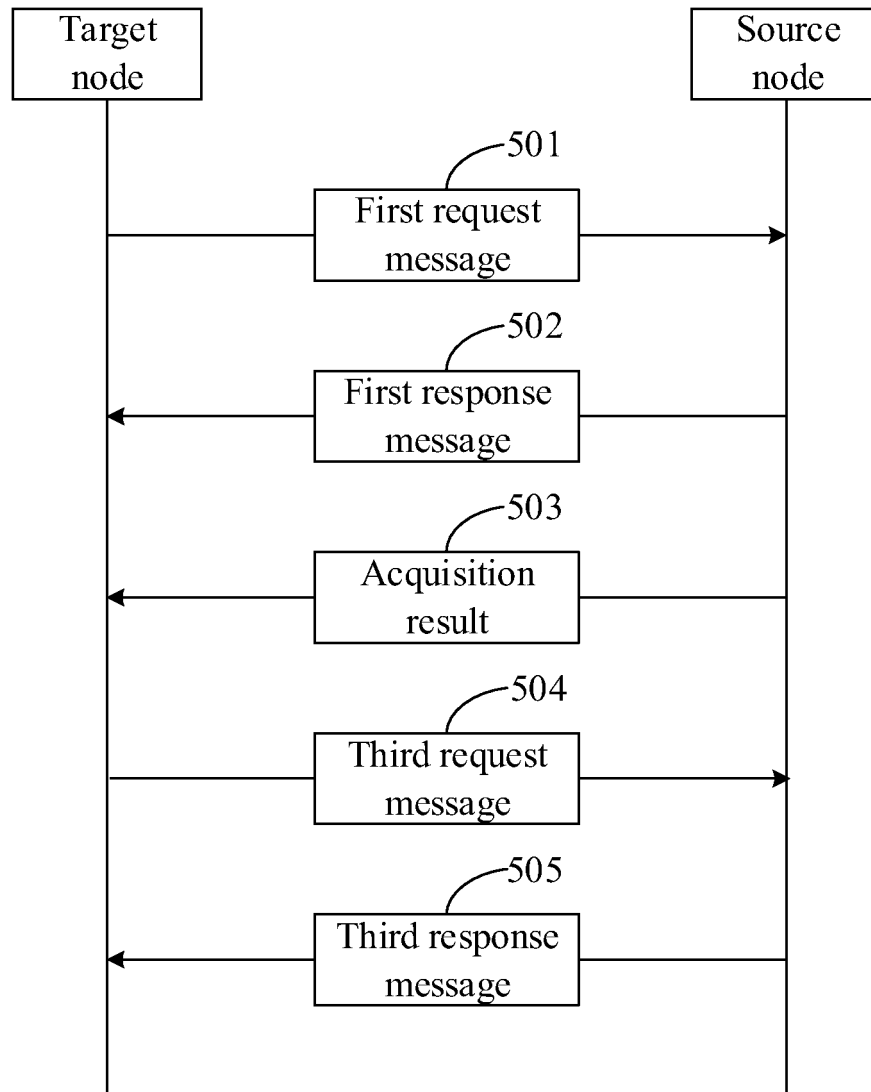 Target
node
Source
node
501
First request
message
502
First response
message
503
Acquisition
result
504
Third request
message
505
Third response
message